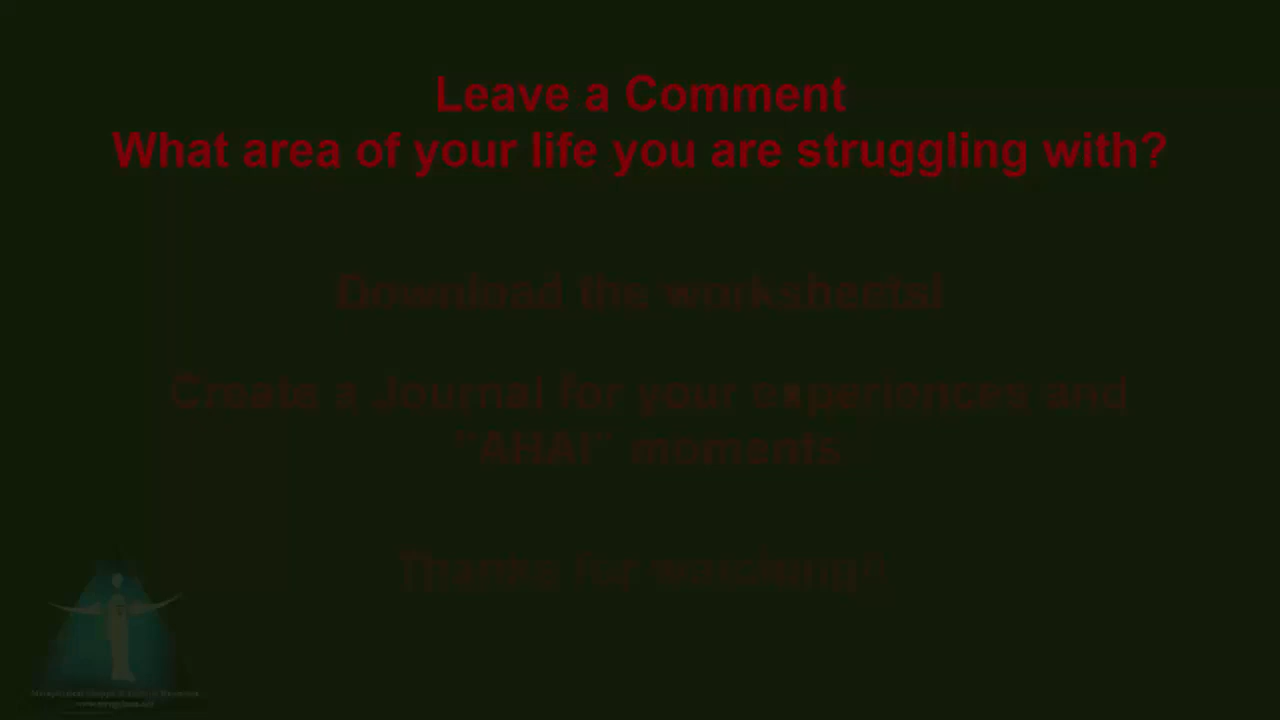 Leave a Comment
What area of your life you are struggling with?
Download the worksheets!
Create a Journal for your experiences and
"AHA!" moments
Thanks for watching!!